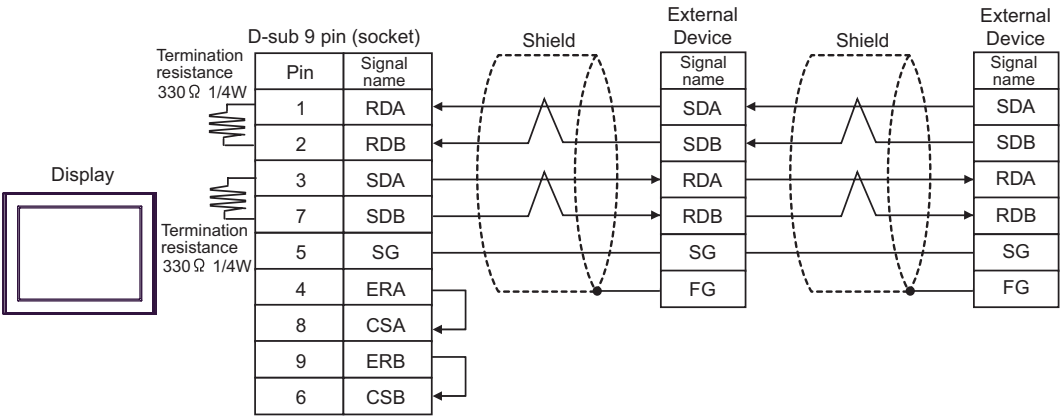 Display
Termination
resistance
330Ω 1/4W
Termination
resistance
330Ω 1/4W
D-sub 9 pin (socket)
Pin Signal name
1 RDA
2 RDB
3 SDA
7 SDB
5 SG
4 ERA
8 CSA
9 ERB
6 CSB
Shield
External
Device
Signal
name
SDA
SDB
RDA
RDB
SG
FG
Shield
External
Device
Signal
name
SDA
SDB
RDA
RDB
SG
FG